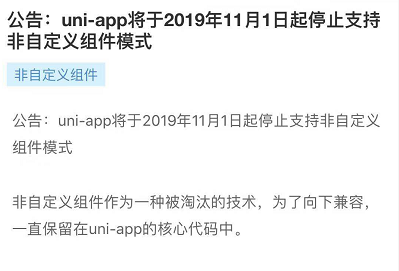 公告：uni-app将于2019年11月1日起停止支持
非自定义组件模式
非自定义组件
公告：uni-app将于2019年11月1日起停止支持非自定义
组件模式
非自定义组件作为一种被淘汰的技术，为了向下兼容，
一直保留在uni-app的核心代码中。